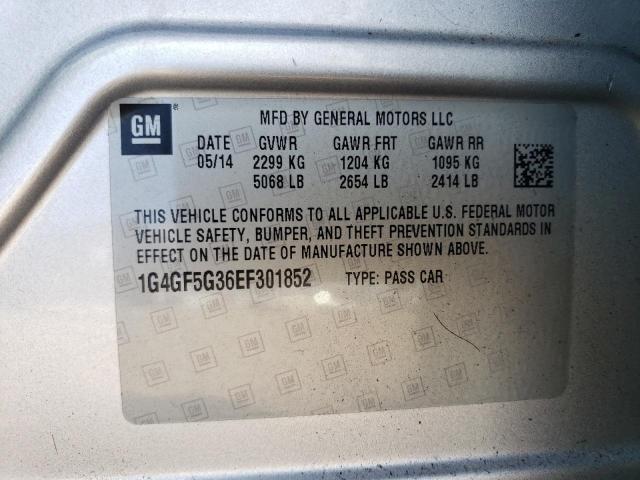 GM
MFD BY GENERAL MOTORS LLC
DATE GVWR GAWR FRT GAWR RR
05/14 2299 KG 1204 KG 1095 KG
5068 LB 2654 LB 2414 LB
THIS VEHICLE CONFORMS TO ALL APPLICABLE U.S. FEDERAL MOTOR
VEHICLE SAFETY, BUMPER, AND THEFT PREVENTION STANDARDS IN
EFFECT ON THE DATE OF MANUFACTURE SHOWN ABOVE.
1G4GF5G36EF301852 TYPE: PASS CAR